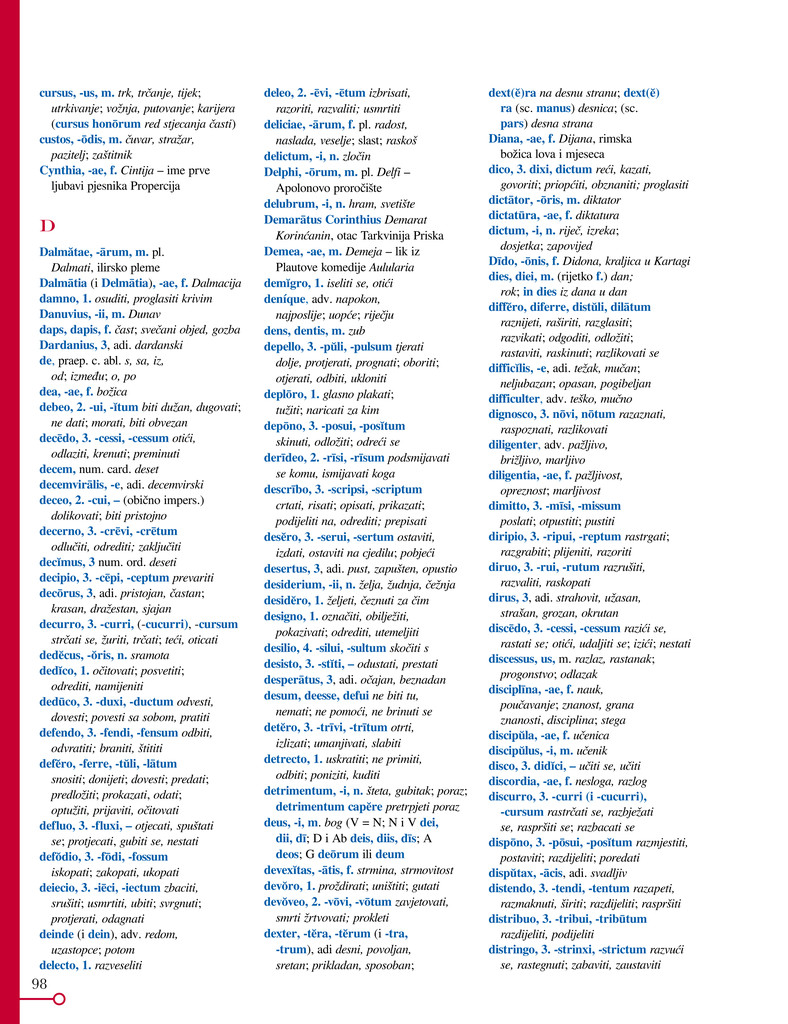 cursus, -us, m. trk, trčanje, tijek;
utrkivanje; vožnja, putovanje; karijera
(cursus honōrum red stjecanja časti)
custos, -ōdis, m. čuvar, stražar,
pazitelj; zaštitnik
Cynthia, -ae, f. Cintija – ime prve
ljubavi pjesnika Propercija
D
Dalmătae, -ārum, m. pl.
Dalmati, ilirsko pleme
Dalmātia (i Delmātia), -ae, f. Dalmacija
damno, 1. osuditi, proglasiti krivim
Danuvius, -ii, m. Dunav
daps, dapis, f. čast; svečani objed, gozba
Dardanius, 3, adi. dardanski
de, praep. c. abl. s, sa, iz,
od; između; o, po
dea, -ae, f. božica
debeo, 2. -ui, -ĭtum biti dužan, dugovati;
ne dati; morati, biti obvezan
decēdo, 3. -cessi, -cessum otići,
odlaziti, krenuti; preminuti
decem, num. card. deset
decemvirālis, -e, adi. decemvirski
deceo, 2. -cui, – (obično impers.)
dolikovati; biti pristojno
decerno, 3. -crēvi, -crētum
odlučiti, odrediti; zaključiti
decĭmus, 3 num. ord. deseti
decipio, 3. -cēpi, -ceptum prevariti
decōrus, 3, adi. pristojan, častan;
krasan, dražestan, sjajan
decurro, 3. -curri, (-cucurri), -cursum
strčati se, žuriti, trčati; teći, oticati
dedĕcus, -ŏris, n. sramota
dedĭco, 1. očitovati; posvetiti;
odrediti, namijeniti
dedūco, 3. -duxi, -ductum odvesti,
dovesti; povesti sa sobom, pratiti
defendo, 3. -fendi, -fensum odbiti,
odvratiti; braniti, štititi
defĕro, -ferre, -tŭli, -lātum
snositi; donijeti; dovesti; predati;
predložiti; prokazati, odati;
optužiti, prijaviti, očitovati
defluo, 3. -fluxi, – otjecati, spuštati
se; protjecati, gubiti se, nestati
defŏdio, 3. -fōdi, -fossum
iskopati; zakopati, ukopati
deiecio, 3. -iēci, -iectum zbaciti,
srušiti; usmrtiti, ubiti; svrgnuti;
protjerati, odagnati
deinde (i dein), adv. redom,
uzastopce; potom
delecto, 1. razveseliti
deleo, 2. -ēvi, -ētum izbrisati,
razoriti, razvaliti; usmrtiti
deliciae, -ārum, f. pl. radost,
naslada, veselje; slast; raskoš
delictum, -i, n. zločin
Delphi, -ōrum, m. pl. Delfi –
Apolonovo proročište
delubrum, -i, n. hram, svetište
Demarātus Corinthius Demarat
Korinćanin, otac Tarkvinija Priska
Demea, -ae, m. Demeja – lik iz
Plautove komedije Aulularia
demĭgro, 1. iseliti se, otići
deníque, adv. napokon,
najposlije; uopće; riječju
dens, dentis, m. zub
depello, 3. -pŭli, -pulsum tjerati
dolje, protjerati, prognati; oboriti;
otjerati, odbiti, ukloniti
deplōro, 1. glasno plakati;
tužiti; naricati za kim
depōno, 3. -posui, -posĭtum
skinuti, odložiti; odreći se
derīdeo, 2. -rīsi, -rīsum podsmijavati
se komu, ismijavati koga
descrībo, 3. -scripsi, -scriptum
crtati, risati; opisati, prikazati;
podijeliti na, odrediti; prepisati
desĕro, 3. -serui, -sertum ostaviti,
izdati, ostaviti na cjedilu; pobjeći
desertus, 3, adi. pust, zapušten, opustio
desiderium, -ii, n. želja, žudnja, čežnja
desidĕro, 1. željeti, čeznuti za čim
designo, 1. označiti, obilježiti,
pokazivati; odrediti, utemeljiti
desilio, 4. -silui, -sultum skočiti s
desisto, 3. -stĭti, – odustati, prestati
desperātus, 3, adi. očajan, beznadan
desum, deesse, defui ne biti tu,
nemati; ne pomoći, ne brinuti se
detĕro, 3. -trīvi, -trītum otrti,
izlizati; umanjivati, slabiti
detrecto, 1. uskratiti; ne primiti,
odbiti; poniziti, kuditi
detrimentum, -i, n. šteta, gubitak; poraz;
detrimentum capĕre pretrpjeti poraz
deus, -i, m. bog (V = N; N i V dei,
dii, dī; D i Ab deis, diis, dīs; A
deos; G deōrum ili deum
devexĭtas, -ātis, f. strmina, strmovitost
devŏro, 1. proždirati; uništiti; gutati
devŏveo, 2. -vōvi, -vōtum zavjetovati,
smrti žrtvovati; prokleti
dexter, -tĕra, -tĕrum (i -tra,
-trum), adi desni, povoljan,
sretan; prikladan, sposoban;
dext(ĕ)ra na desnu stranu; dext(ĕ)
ra (sc. manus) desnica; (sc.
pars) desna strana
Diana, -ae, f. Dijana, rimska
božica lova i mjeseca
dico, 3. dixi, dictum reći, kazati,
govoriti; priopćiti, obznaniti; proglasiti
dictātor, -ōris, m. diktator
dictatūra, -ae, f. diktatura
dictum, -i, n. riječ, izreka;
dosjetka; zapovijed
Dīdo, -ōnis, f. Didona, kraljica u Kartagi
dies, diei, m. (rijetko f.) dan;
rok; in dies iz dana u dan
diffĕro, diferre, distŭli, dilātum
raznijeti, raširiti, razglasiti;
razvikati; odgoditi, odložiti;
rastaviti, raskinuti; razlikovati se
difficĭlis, -e, adi. težak, mučan;
neljubazan; opasan, pogibeljan
difficulter, adv. teško, mučno
dignosco, 3. nōvi, nōtum razaznati,
raspoznati, razlikovati
diligenter, adv. pažljivo,
brižljivo, marljivo
diligentia, -ae, f. pažljivost,
opreznost; marljivost
dimitto, 3. -mīsi, -missum
poslati; otpustiti; pustiti
diripio, 3. -ripui, -reptum rastrgati;
razgrabiti; plijeniti, razoriti
diruo, 3. -rui, -rutum razrušiti,
razvaliti, raskopati
dirus, 3, adi. strahovit, užasan,
strašan, grozan, okrutan
discēdo, 3. -cessi, -cessum razići se,
rastati se; otići, udaljiti se; izići; nestati
discessus, us, m. razlaz, rastanak;
progonstvo; odlazak
disciplīna, -ae, f. nauk,
poučavanje; znanost, grana
znanosti, disciplina; stega
discipŭla, -ae, f. učenica
discipŭlus, -i, m. učenik
disco, 3. didĭci, – učiti se, učiti
discordia, -ae, f. nesloga, razlog
discurro, 3. -curri (i -cucurri),
-cursum rastrčati se, razbježati
se, raspršiti se; razbacati se
dispōno, 3. -pōsui, -posĭtum razmjestiti,
postaviti; razdijeliti; poredati
dispŭtax, -ācis, adi. svadljiv
distendo, 3. -tendi, -tentum razapeti,
razmaknuti, širiti; razdijeliti; raspršiti
distribuo, 3. -tribui, -tribūtum
razdijeliti, podijeliti
distringo, 3. -strinxi, -strictum razvući
se, rastegnuti; zabaviti, zaustaviti
98